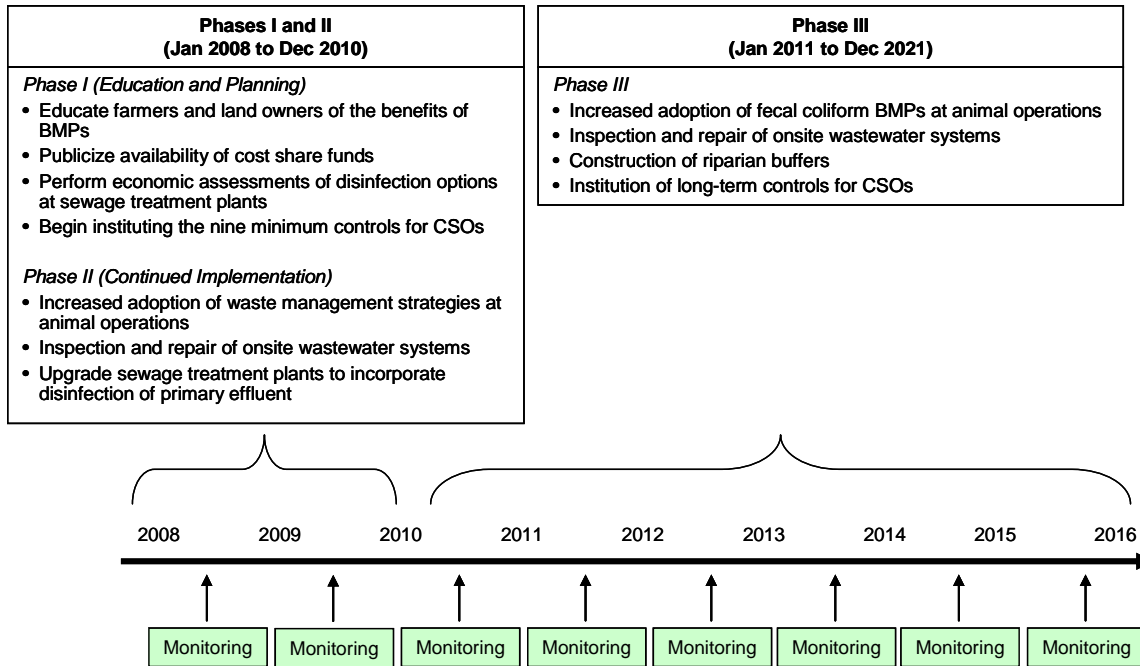 Phases I and II
(Jan 2008 to Dec 2010)
Phase I (Education and Planning)
• Educate farmers and land owners of the benefits of
BMPs
• Publicize availability of cost share funds
• Perform economic assessments of disinfection options
at sewage treatment plants
• Begin instituting the nine minimum controls for CSOs
Phase II (Continued Implementation)
• Increased adoption of waste management strategies at
animal operations
• Inspection and repair of onsite wastewater systems
• Upgrade sewage treatment plants to incorporate
disinfection of primary effluent
Phase III
(Jan 2011 to Dec 2021)
Phase III
• Increased adoption of fecal coliform BMPs at animal operations
• Inspection and repair of onsite wastewater systems
• Construction of riparian buffers
• Institution of long-term controls for CSOs
2008 2009 2010 2011 2012 2013 2014 2015 2016
Monitoring Monitoring Monitoring Monitoring Monitoring Monitoring Monitoring Monitoring